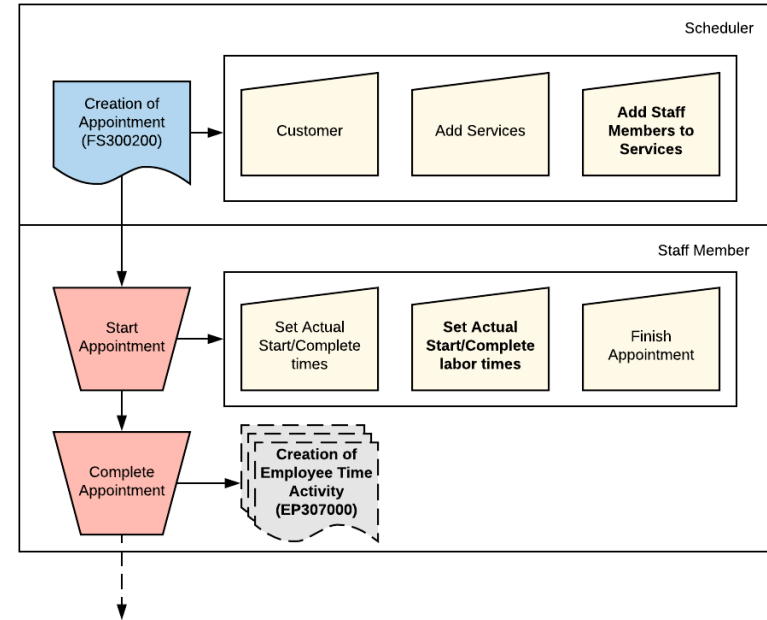 Scheduler
Creation of
Appointment
(FS300200)
Customer
Add Services
Add Staff
Members to
Services
Staff Member
Start
Appointment
Set Actual
Start/Complete
times
Set Actual
Start/Complete
labor times
Finish
Appointment
Complete
Appointment
Creation of
Employee Time
Activity
(EP307000)